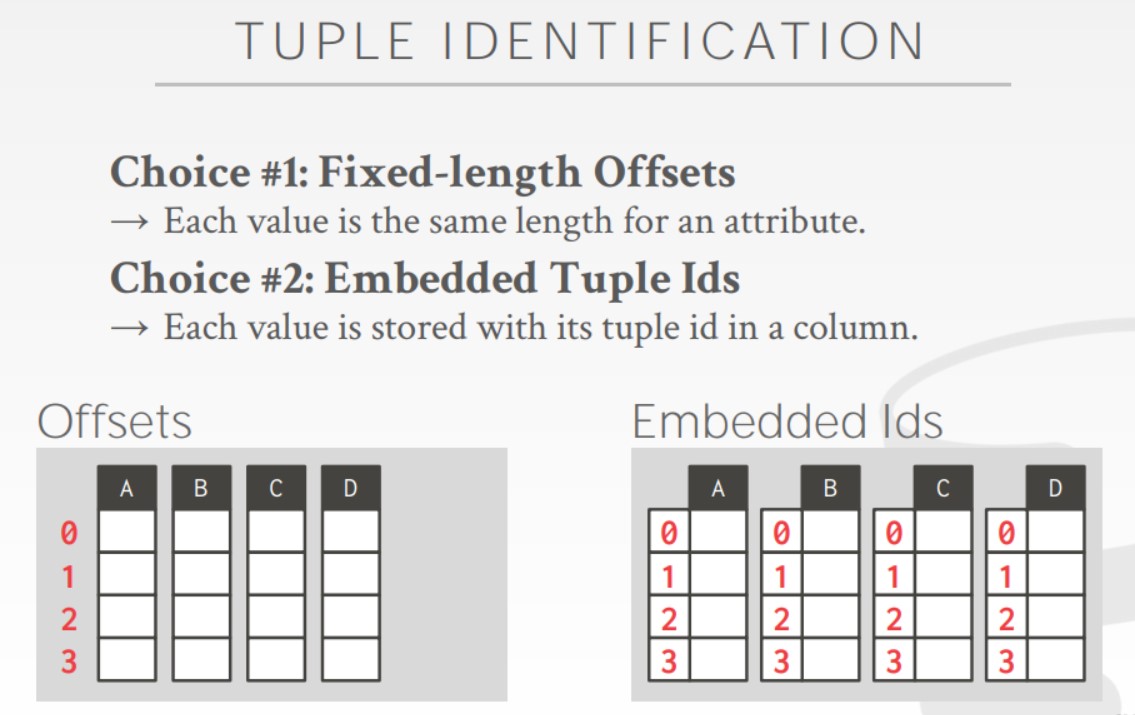 TUPLE IDENTIFICATION
Choice #1: Fixed-length Offsets
→ Each value is the same length for an attribute.
Choice #2: Embedded Tuple Ids
→ Each value is stored with its tuple id in a column.
Offsets
A B C D
0
1
2
3
Embedded Ids
A B C D
0 0 0 0
1 1 1 1
2 2 2 2
3 3 3 3